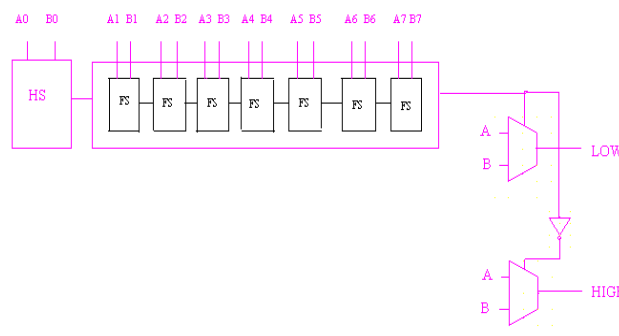 A0 B0 A1 B1 A2 B2 A3 B3 A4 B4 A5 B5 A6 B6 A7 B7
HS FS FS FS FS FS FS FS
A
B
LOW
A
B
HIGH